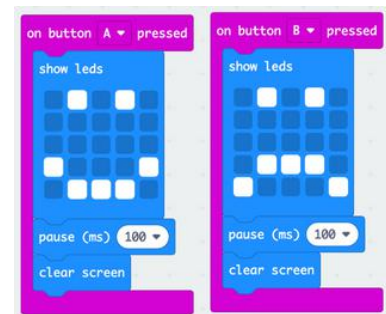 on button A pressed
show leds
pause (ms) 100
clear screen
on button B pressed
show leds
pause (ms) 100
clear screen